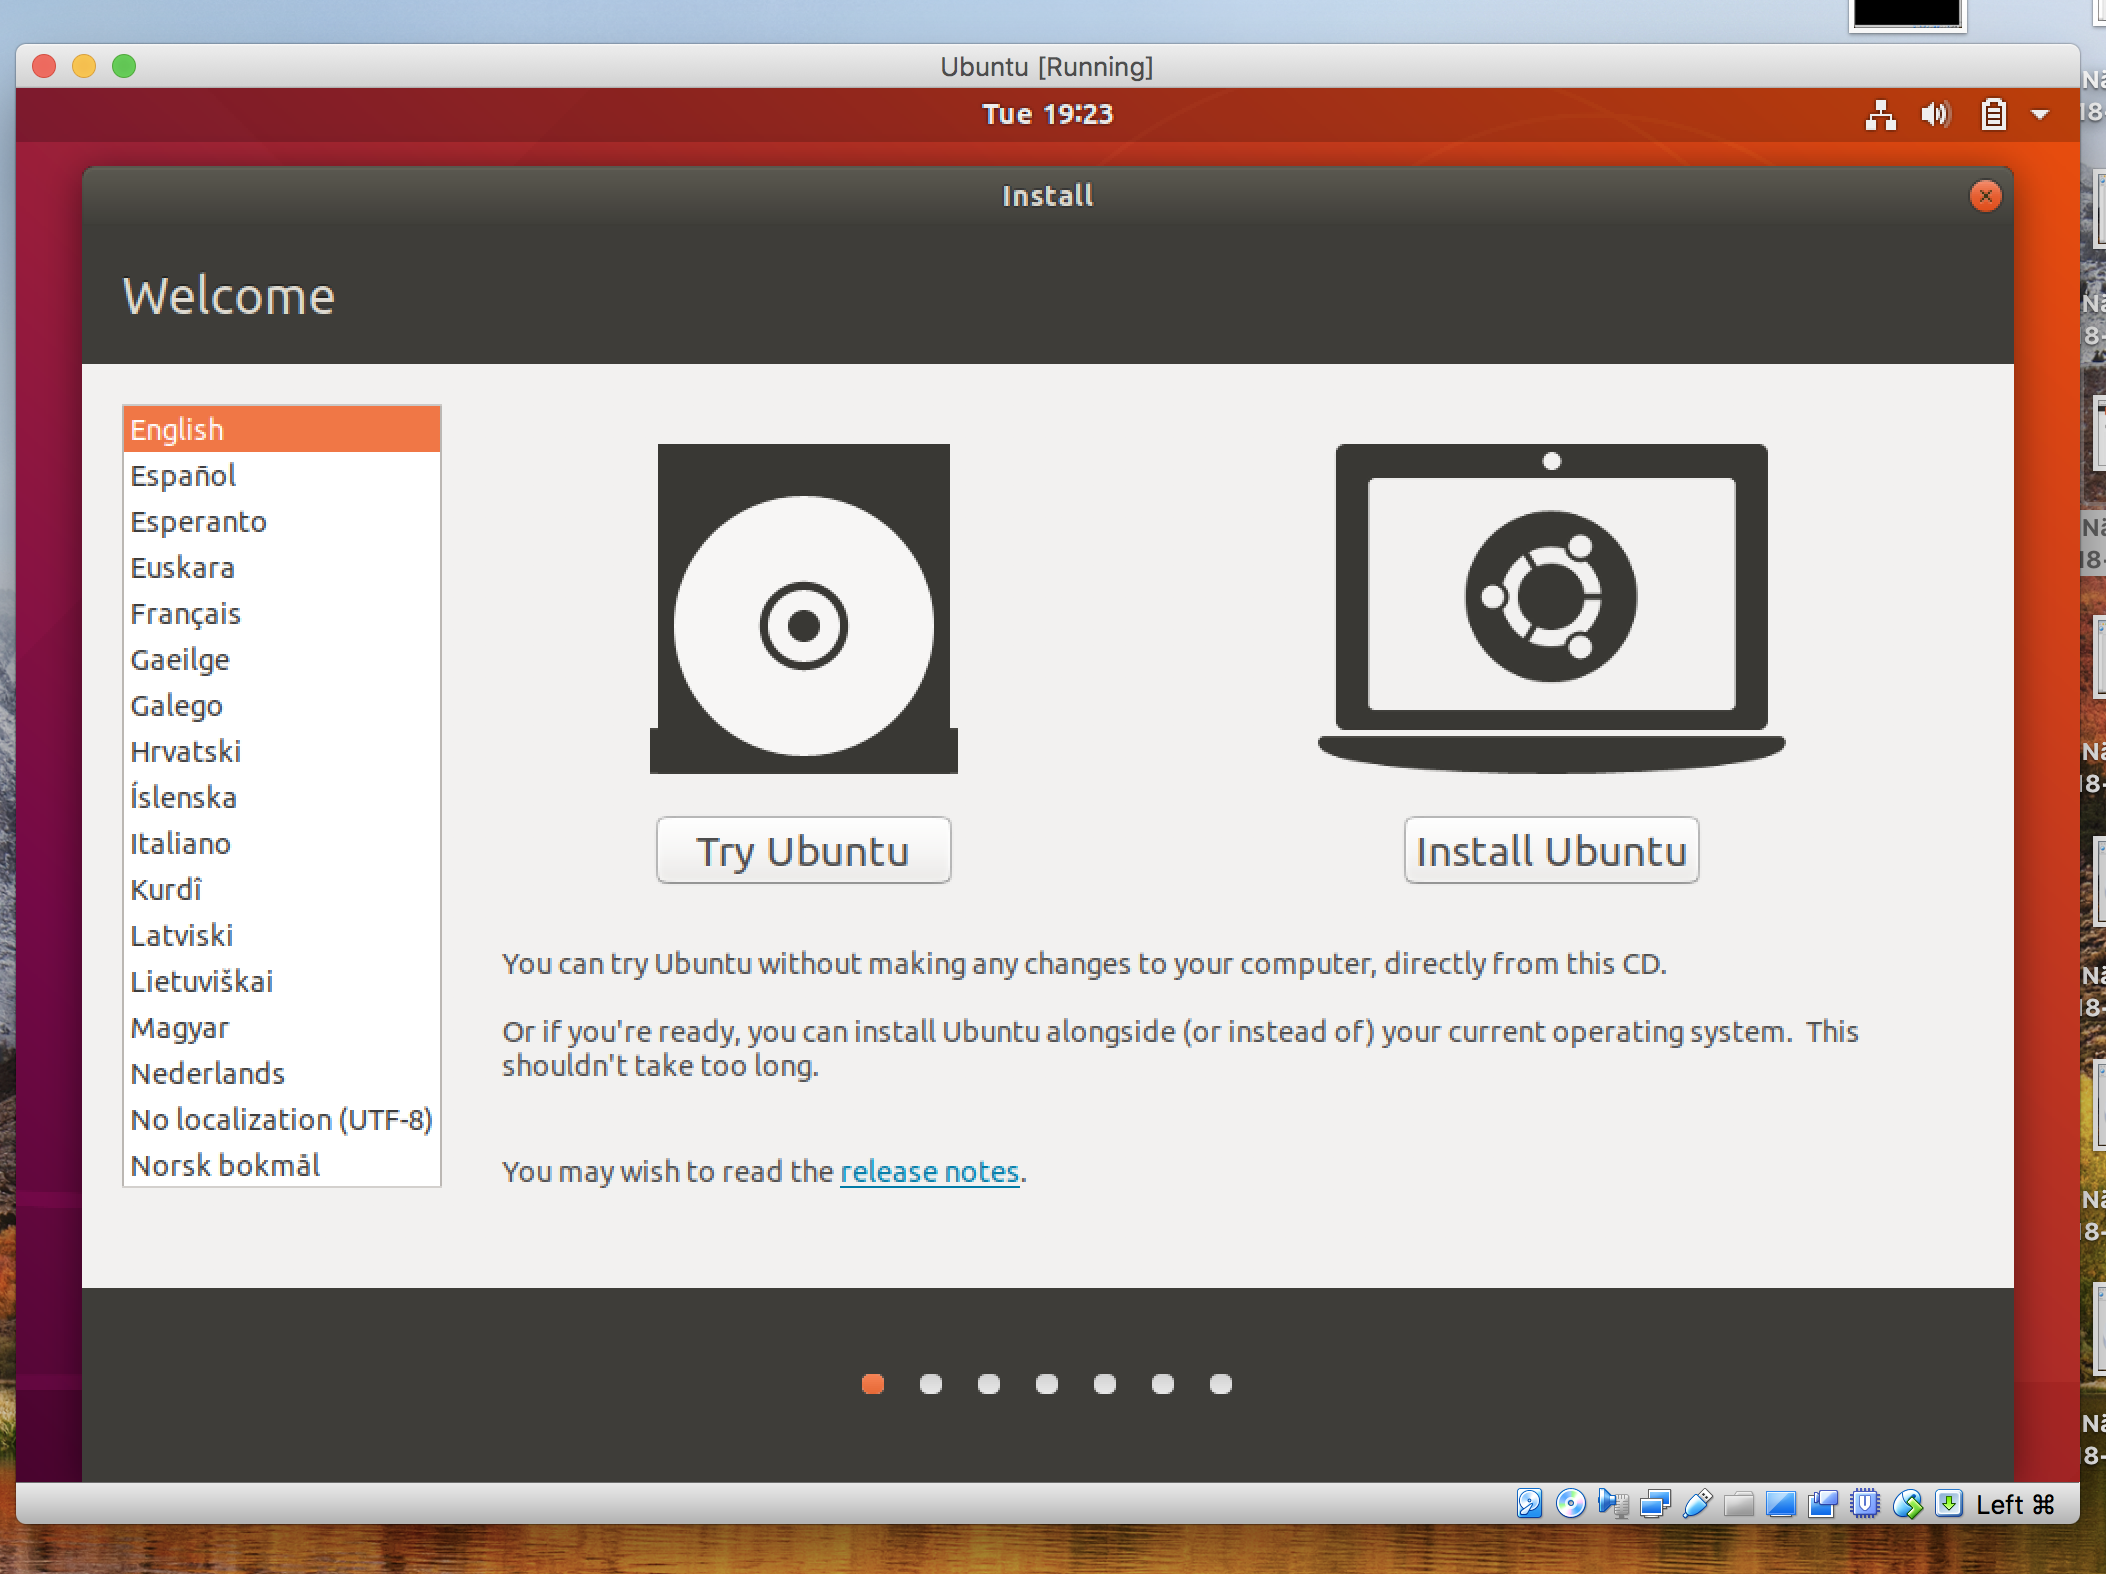 Ubuntu [Running]
Tue 19:23
Install
Welcome
English
Español
Esperanto
Euskara
Français
Gaeilge
Galego
Hrvatski
Íslenska
Italiano
Kurdî
Latviski
Lietuviškai
Magyar
Nederlands
No localization (UTF-8)
Norsk bokmål
Try Ubuntu
Install Ubuntu
You can try Ubuntu without making any changes to your computer, directly from this CD.
Or if you're ready, you can install Ubuntu alongside (or instead of) your current operating system.  This
shouldn't take too long.
You may wish to read the release notes.
Left ⌘